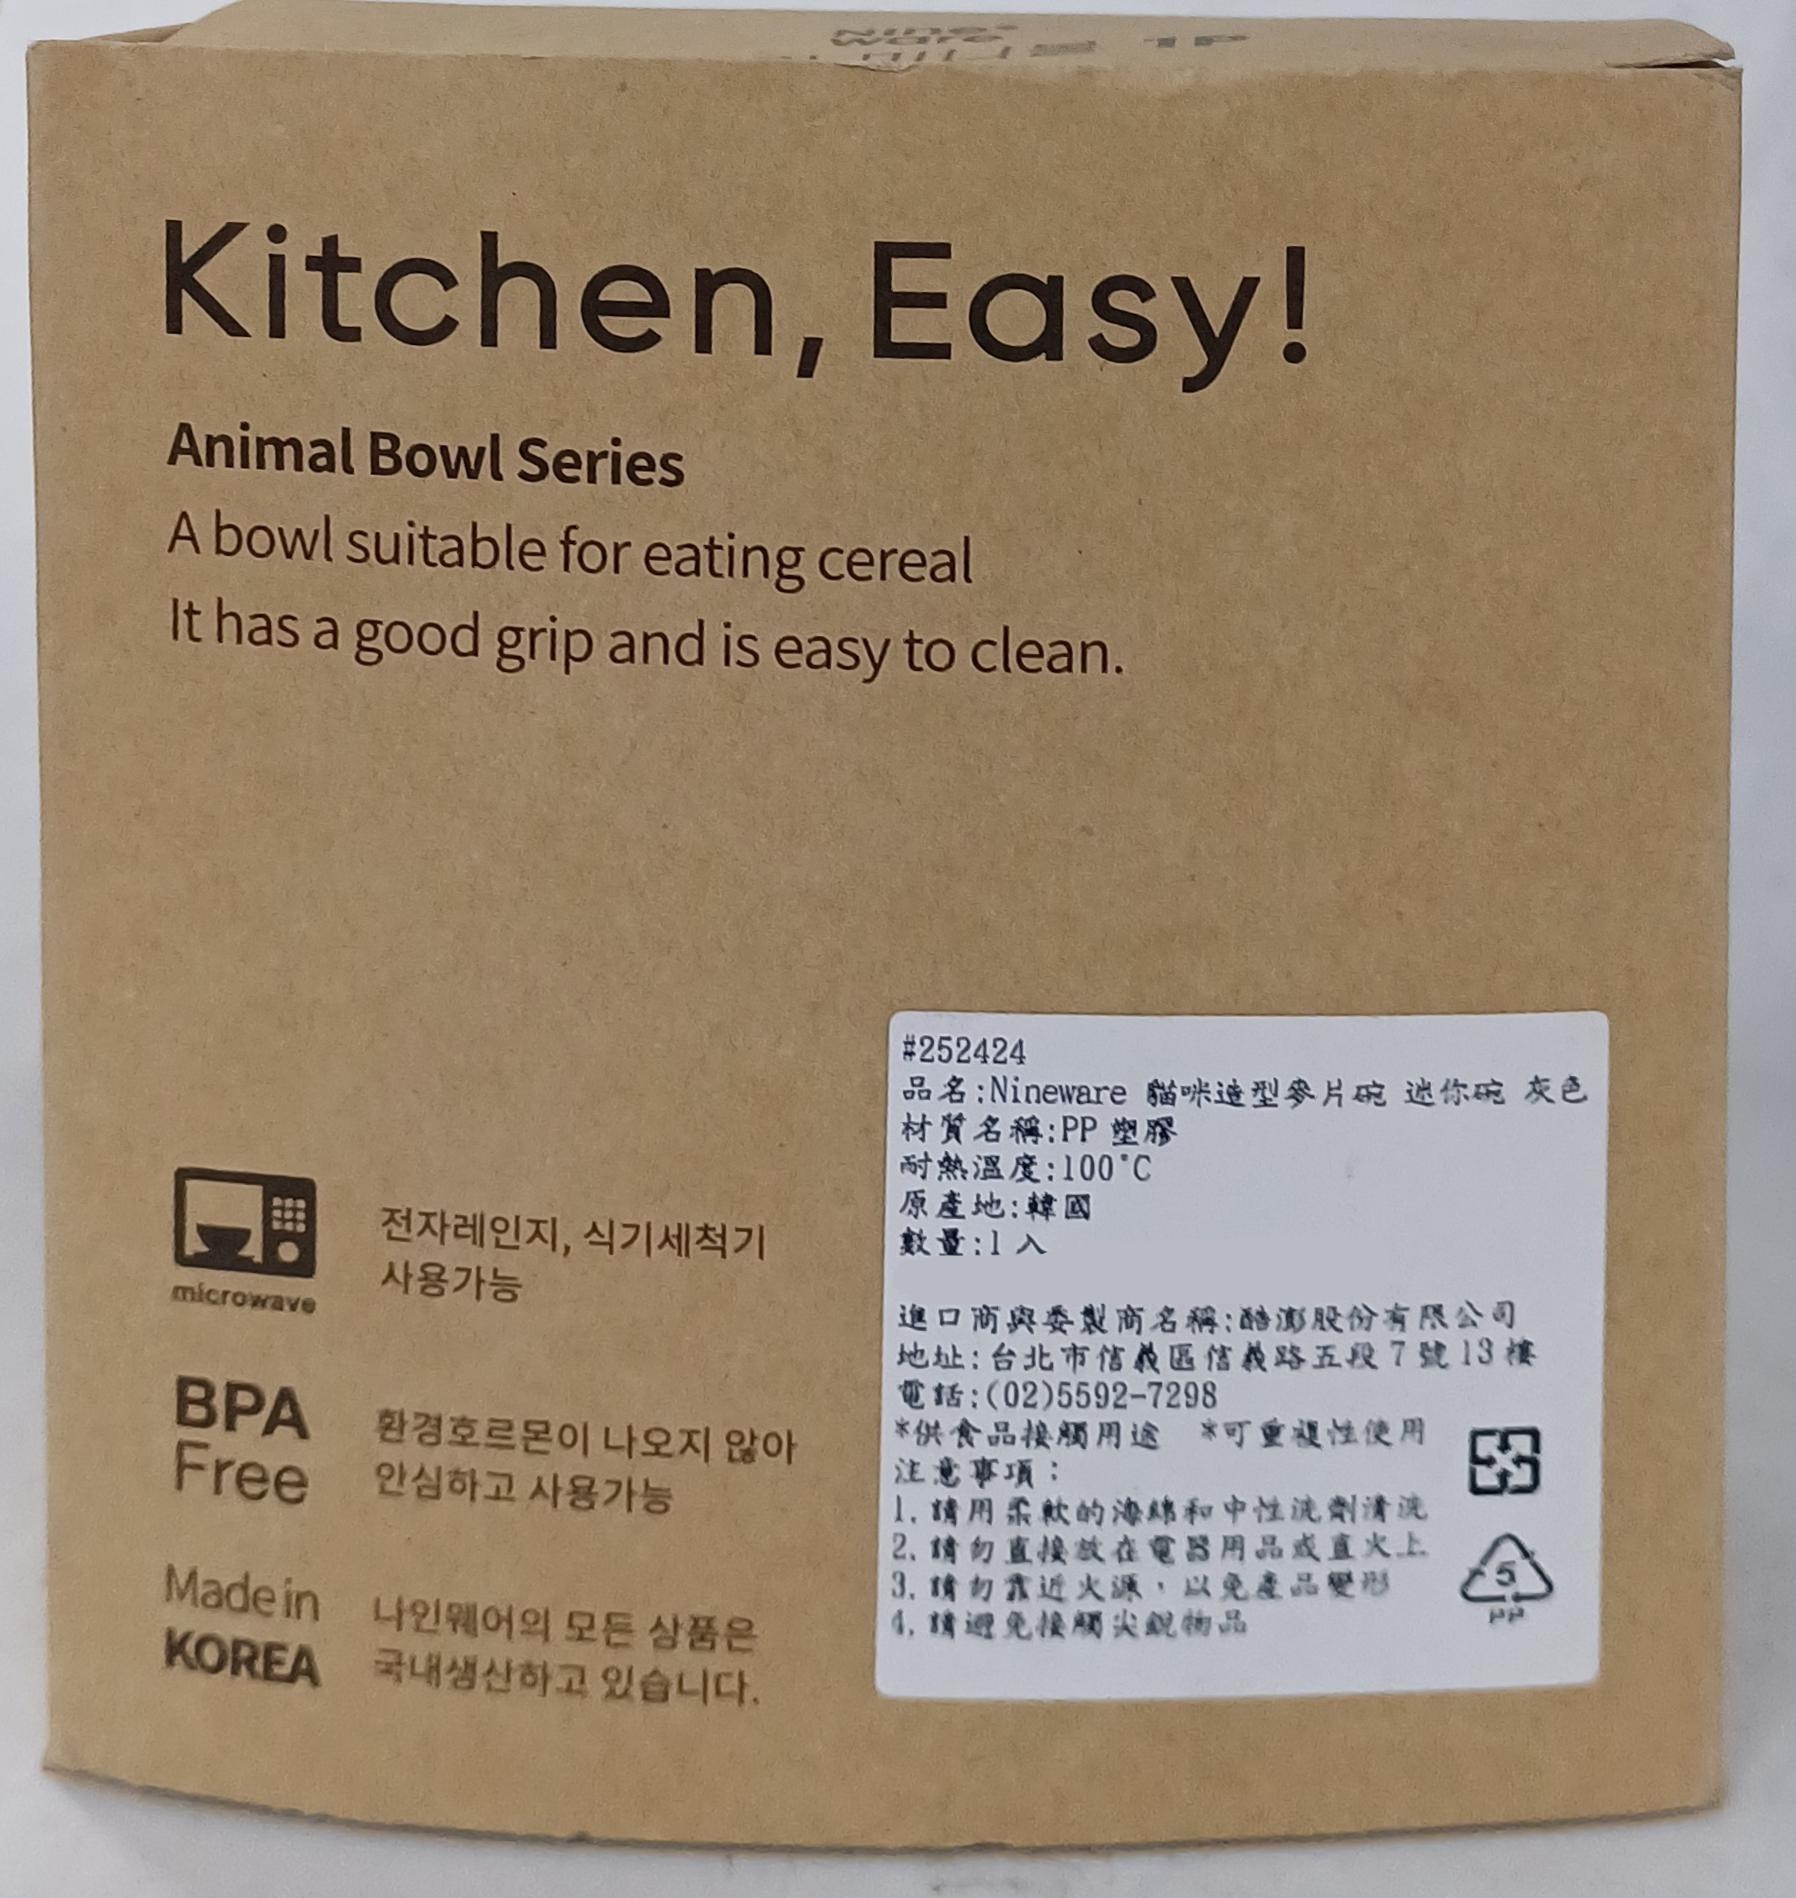 Nine
ware
1P
Kitchen, Easy!
Animal Bowl Series
A bowl suitable for eating cereal
It has a good grip and is easy to clean.
microwave
전자레인지, 식기세척기
사용가능
BPA
Free
환경호르몬이 나오지 않아
안심하고 사용가능
Made in
KOREA
나인웨어의 모든 상품은
국내생산하고 있습니다.
#252424
品名:Nineware 貓咪造型麥片碗 迷你碗 灰色
材質名稱:PP 塑膠
耐熱溫度:100°C
原產地:韓國
數量:1 入
進口商與委製商名稱:酷澎股份有限公司
地址:台北市信義區信義路五段 7 號 13 樓
電話:(02)5592-7298
*供食品接觸用途 *可重複性使用
注意事項:
1. 請用柔軟的海綿和中性洗劑清洗
2. 請勿直接放在電器用品或直火上
3. 請勿靠近火源，以免產品變形
4. 請避免接觸尖銳物品
5
PP